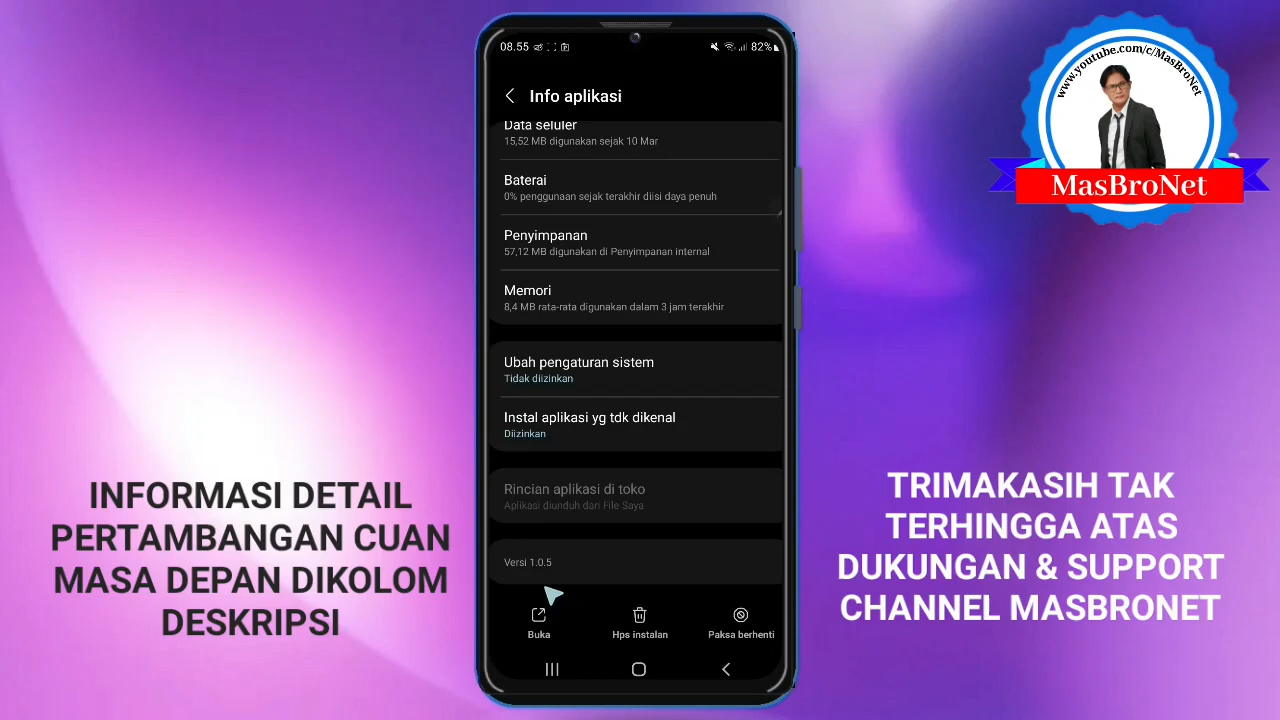 08.55
82%
Info aplikasi
Data seluler
15,52 MB digunakan sejak 10 Mar
Baterai
0% penggunaan sejak terakhir diisi daya penuh
Penyimpanan
57,12 MB digunakan di Penyimpanan internal
Memori
8,4 MB rata-rata digunakan dalam 3 jam terakhir
Ubah pengaturan sistem
Tidak diizinkan
Instal aplikasi yg tdk dikenal
Diizinkan
Rincian aplikasi di toko
Aplikasi diunduh dari File Saya
Versi 1.0.5
Buka
Hps instalan
Paksa berhenti
INFORMASI DETAIL
PERTAMBANGAN CUAN
MASA DEPAN DIKOLOM
DESKRIPSI
www.youtube.com/c/MasBroNet
MasBroNet
TRIMAKASIH TAK
TERHINGGA ATAS
DUKUNGAN & SUPPORT
CHANNEL MASBRONET